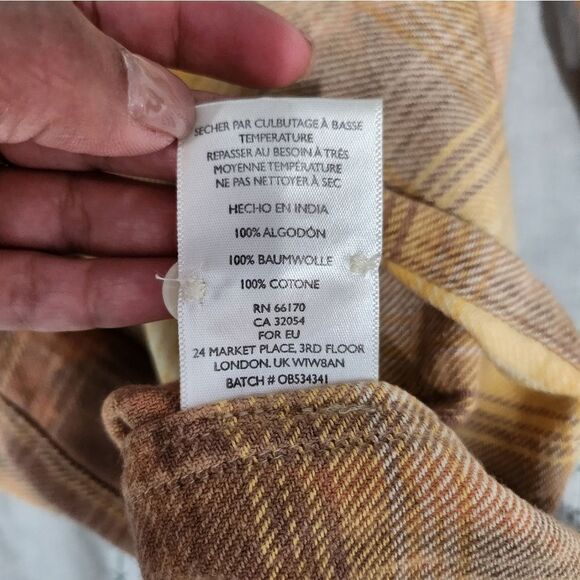 SÉCHER PAR CULBUTAGE À BASSE
TEMPERATURE
REPASSER AU BESOIN À TRÈS
MOYENNE TEMPÉRATURE
NE PAS NETTOYER À SEC
HECHO EN INDIA
100% ALGODÓN
100% BAUMWOLLE
100% COTONE
RN 66170
CA 32054
FOR EU
24 MARKET PLACE, 3RD FLOOR
LONDON. UK W1W8AN
BATCH # OB534341